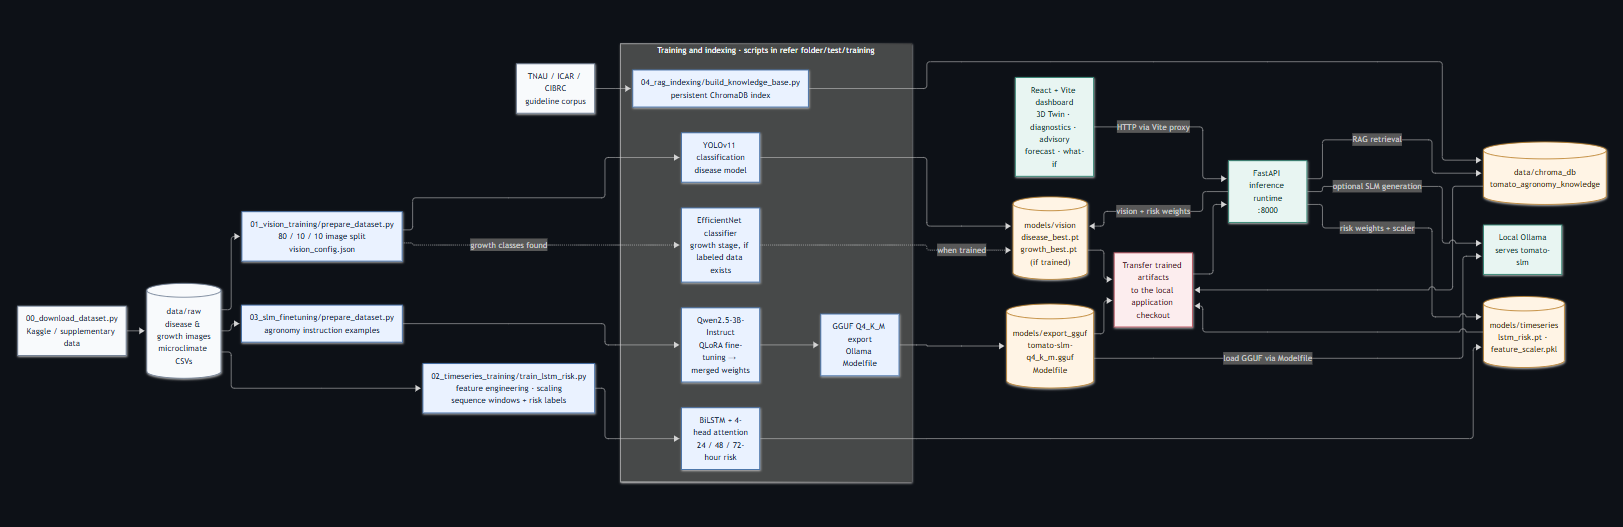 Training and indexing - scripts in refer folder/test/training
TNAU / ICAR /
CIBRC
guideline corpus
04_rag_indexing/build_knowledge_base.py
persistent ChromaDB index
React + Vite
dashboard
3D Twin ·
diagnostics ·
advisory
forecast · what-
if
HTTP via Vite proxy
RAG retrieval
YOLOv11
classification
disease model
FastAPI
inference
runtime
:8000
data/chroma_db
tomato_agronomy_knowledge
optional SLM generation
01_vision_training/prepare_dataset.py
80 / 10 / 10 image split
vision_config.json
growth classes found
EfficientNet
classifier
growth stage, if
labeled data
exists
when trained
models/vision
disease_best.pt
growth_best.pt
(if trained)
vision + risk weights
risk weights + scaler
Local Ollama
serves tomato-
slm
Transfer trained
artifacts
to the local
application
checkout
00_download_dataset.py
Kaggle / supplementary
data
data/raw
disease &
growth images
microclimate
CSVs
03_slm_finetuning/prepare_dataset.py
agronomy instruction examples
Qwen2.5-3B-
Instruct
QLoRA fine-
tuning →
merged weights
GGUF Q4_K_M
export
Ollama
Modelfile
models/export_gguf
tomato-slm-
q4_k_m.gguf
Modelfile
load GGUF via Modelfile
models/timeseries
lstm_risk.pt ·
feature_scaler.pkl
02_timeseries_training/train_lstm_risk.py
feature engineering · scaling
sequence windows + risk labels
BiLSTM + 4-
head attention
24 / 48 / 72-
hour risk